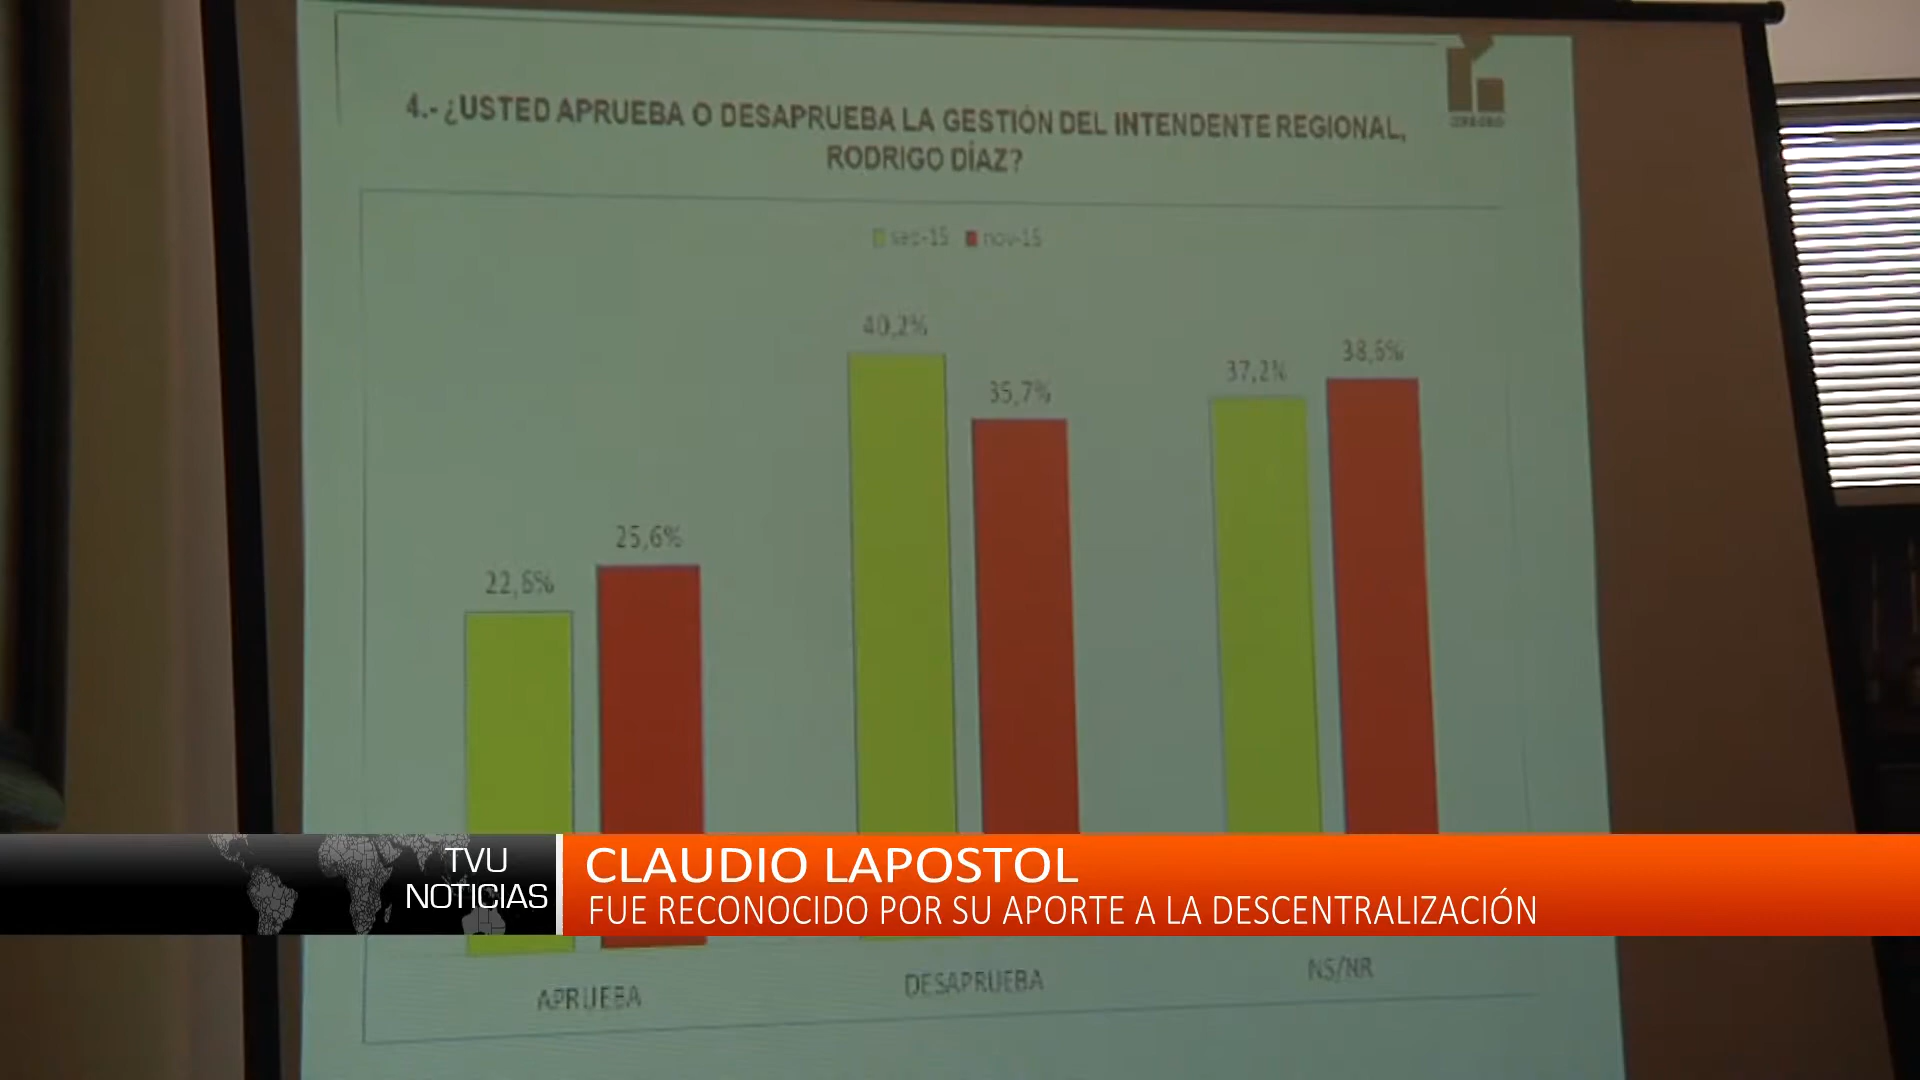 4.- ¿USTED APRUEBA O DESAPRUEBA LA GESTIÓN DEL INTENDENTE REGIONAL,
RODRIGO DÍAZ?
sep-15 nov-15
40,2%
38,6%
37,2%
35,7%
25,6%
22,6%
TVU
NOTICIAS
CLAUDIO LAPOSTOL
FUE RECONOCIDO POR SU APORTE A LA DESCENTRALIZACIÓN
APRUEBA DESAPRUEBA NS/NR